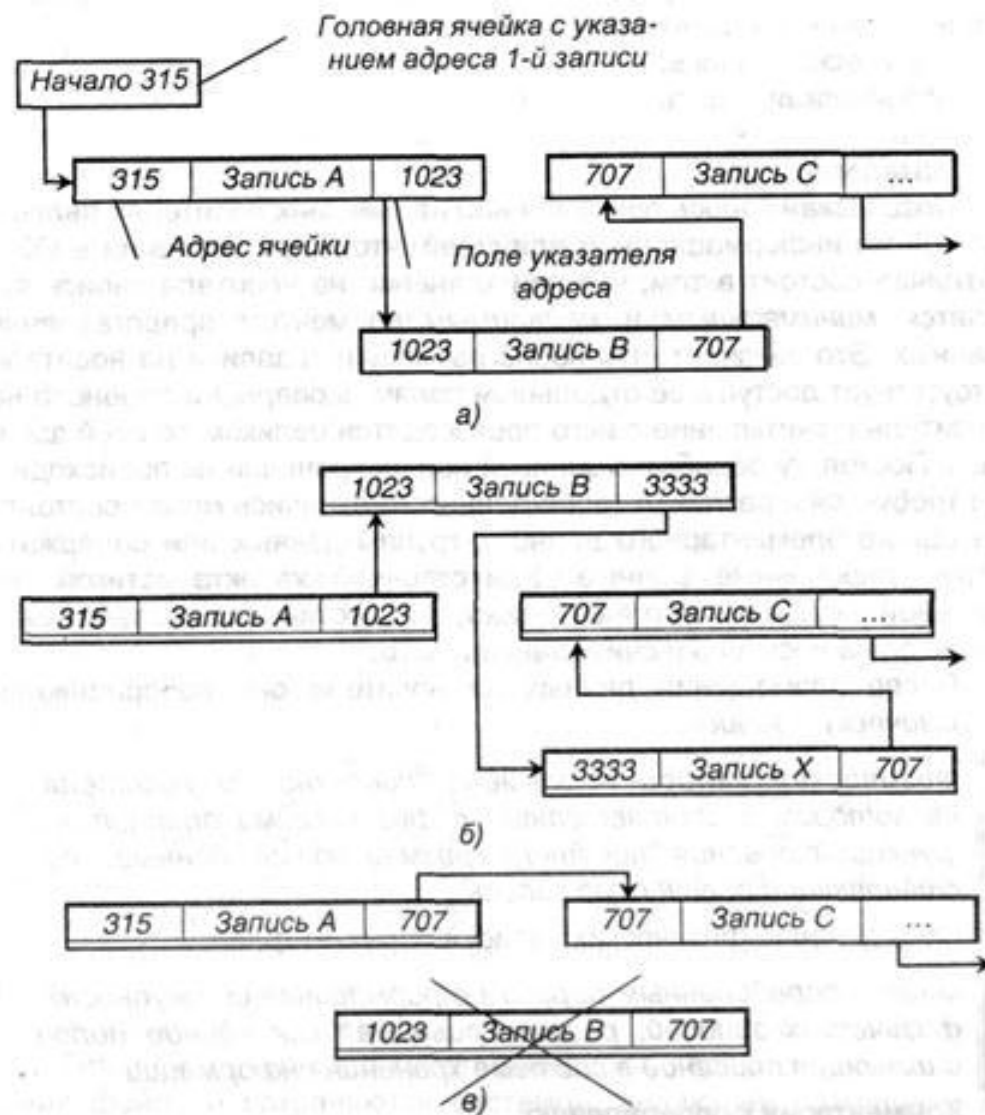 Головная ячейка с указа-
нием адреса 1-й записи
Начало 315
315 Запись А 1023
707 Запись С ...
Адрес ячейки
Поле указателя
адреса
1023 Запись В 707
а)
1023 Запись В 3333
315 Запись А 1023
707 Запись С ...
3333 Запись X 707
б)
315 Запись А 707
707 Запись С ...
1023 Запись В 707
в)